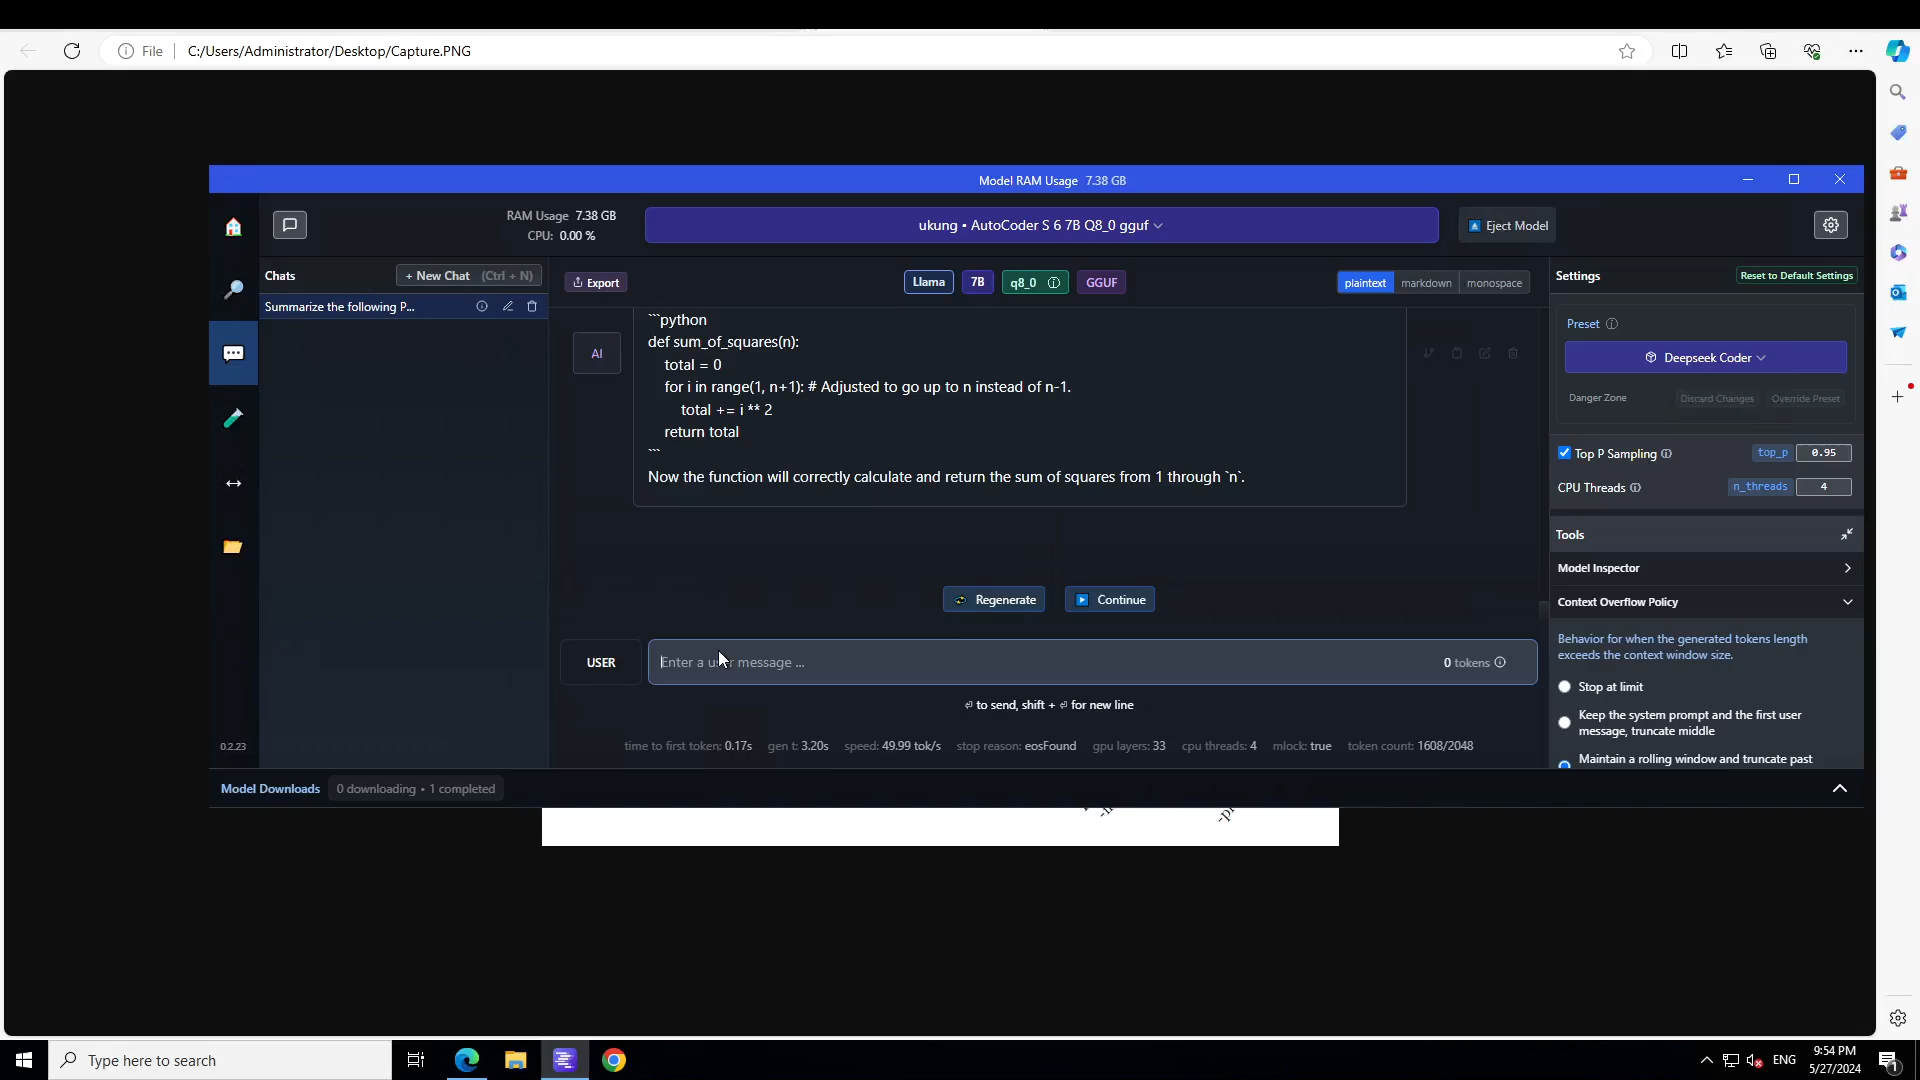 File
C:/Users/Administrator/Desktop/Capture.PNG
Model RAM Usage 7.38 GB
RAM Usage 7.38 GB
CPU: 0.00 %
ukung • AutoCoder S 6 7B Q8_0 gguf
Eject Model
Chats
+ New Chat (Ctrl + N)
Export
Llama
7B
q8_0
GGUF
plaintext
markdown
monospace
Settings
Reset to Default Settings
Summarize the following P...
```python
def sum_of_squares(n):
total = 0
for i in range(1, n+1): # Adjusted to go up to n instead of n-1.
total += i ** 2
return total
```
Now the function will correctly calculate and return the sum of squares from 1 through `n`.
AI
Preset
Deepseek Coder
Danger Zone
Discard Changes
Override Preset
Top P Sampling
top_p
0.95
CPU Threads
n_threads
4
Tools
Model Inspector
Context Overflow Policy
Behavior for when the generated tokens length
exceeds the context window size.
Stop at limit
Keep the system prompt and the first user
message, truncate middle
Maintain a rolling window and truncate past
Regenerate
Continue
USER
Enter a user message ...
0 tokens
⏎ to send, shift + ⏎ for new line
time to first token: 0.17s gen t: 3.20s speed: 49.99 tok/s stop reason: eosFound gpu layers: 33 cpu threads: 4 mlock: true token count: 1608/2048
0.2.23
Model Downloads
0 downloading • 1 completed
Type here to search
ENG
9:54 PM
5/27/2024
1